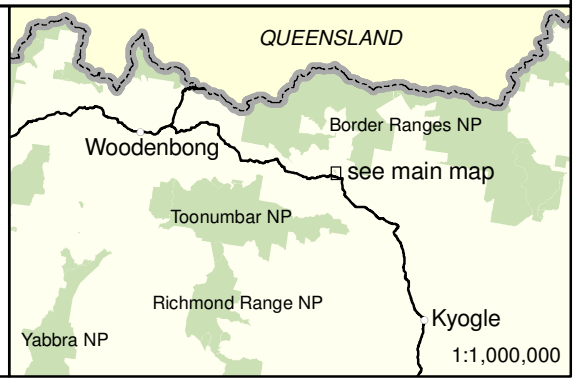 QUEENSLAND
Border Ranges NP
Woodenbong
see main map
Toonumbar NP
Richmond Range NP
Kyogle
Yabbra NP
1:1,000,000